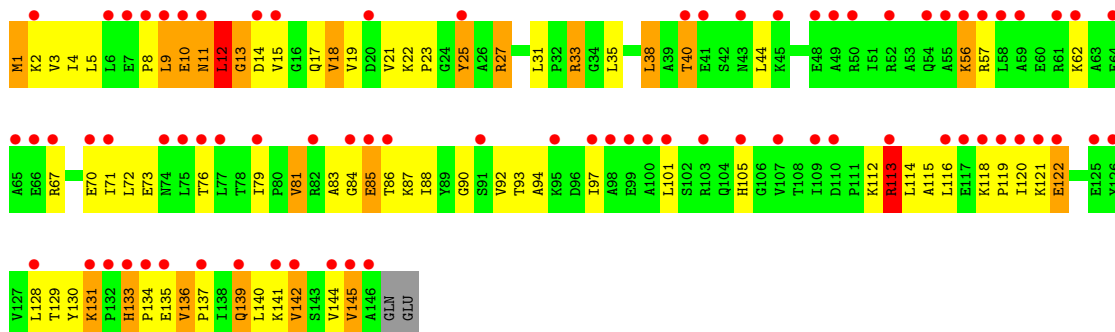 M1 K2 V3 I4 L5 L6 E7 P8 L9 E10 N11 L12 G13 D14 V15 G16 Q17 V18 V19 D20 V21 K22 P23 G24 Y25 A26 R27 L31 P32 R33 G34 L35 L38 A39 T40 E41 S42 N43 L44 K45 E48 A49 R50 I51 R52 A53 Q54 A55 K56 R57 L58 A59 E60 R61 K62 A63 E64
A65 E66 R67 E70 I71 L72 E73 N74 L75 T76 L77 T78 I79 P80 V81 R82 A83 G84 E85 T86 K87 I88 Y89 G90 S91 V92 T93 A94 K95 D96 I97 A98 E99 A100 L101 S102 R103 Q104 H105 G106 V107 T108 I109 D110 P111 K112 R113 L114 A115 L116 E117 K118 P119 I120 K121 E122 E125 Y126
V127 L128 T129 Y130 K131 P132 H133 P134 E135 V136 P137 I138 Q139 L140 K141 V142 S143 V144 V145 A146 GLN GLU